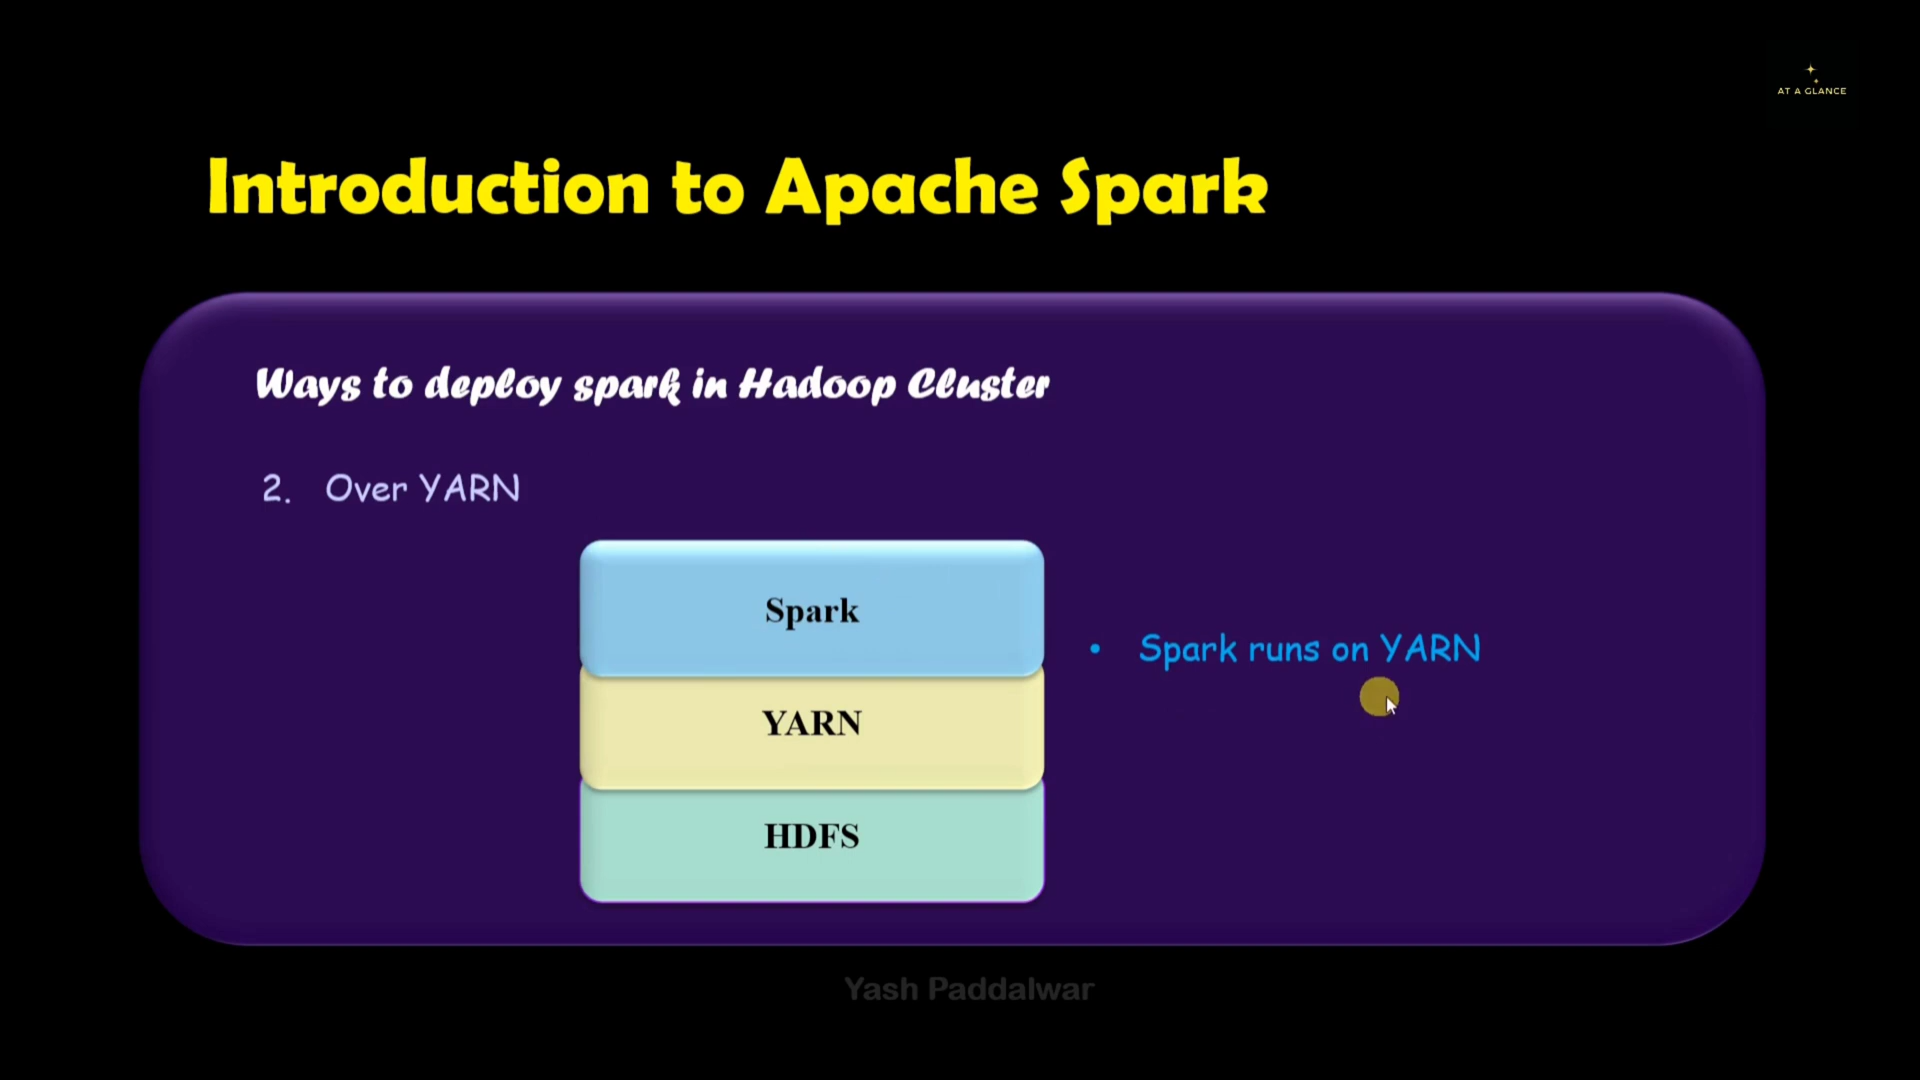 AT A GLANCE
Introduction to Apache Spark
Ways to deploy spark in Hadoop Cluster
2. Over YARN
Spark
• Spark runs on YARN
YARN
HDFS
Yash Paddalwar